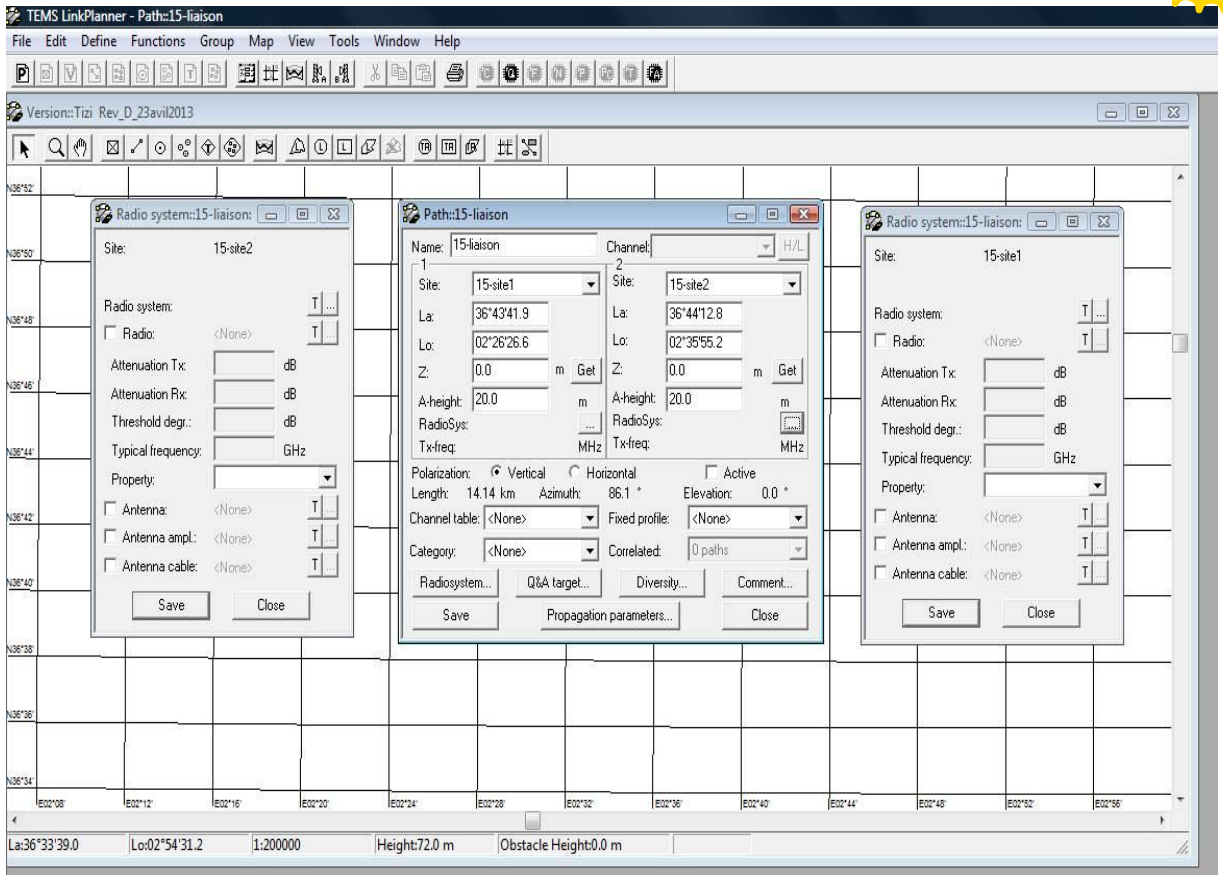 TEMS LinkPlanner - Path::15-liaison
File Edit Define Functions Group Map View Tools Window Help
Version::Tizi Rev_D_23avil2013
N36°52'
N36°50'
N36°48'
N36°46'
N36°44'
N36°42'
N36°40'
N36°38'
N36°36'
N36°34'
Radio system::15-liaison:
Site: 15-site2
Radio system: T ...
Radio: <None> T ...
Attenuation Tx: dB
Attenuation Rx: dB
Threshold degr.: dB
Typical frequency: GHz
Property:
Antenna: <None> T ...
Antenna ampl.: <None> T ...
Antenna cable: <None> T ...
Save Close
Path::15-liaison
Name: 15-liaison Channel: H/L
1
Site: 15-site1
La: 36°43'41.9
Lo: 02°26'26.6
Z: 0.0 m Get
A-height: 20.0 m
RadioSys: ...
Tx-freq: MHz
2
Site: 15-site2
La: 36°44'12.8
Lo: 02°35'55.2
Z: 0.0 m Get
A-height: 20.0 m
RadioSys: ...
Tx-freq: MHz
Polarization: Vertical Horizontal Active
Length: 14.14 km Azimuth: 86.1 ° Elevation: 0.0 °
Channel table: <None> Fixed profile: <None>
Category: <None> Correlated: 0 paths
Radiosystem... Q&A target... Diversity... Comment...
Save Propagation parameters... Close
Radio system::15-liaison:
Site: 15-site1
Radio system: T ...
Radio: <None> T ...
Attenuation Tx: dB
Attenuation Rx: dB
Threshold degr.: dB
Typical frequency: GHz
Property:
Antenna: <None> T ...
Antenna ampl.: <None> T ...
Antenna cable: <None> T ...
Save Close
E02°08' E02°12' E02°16' E02°20' E02°24' E02°28' E02°32' E02°36' E02°40' E02°44' E02°48' E02°52' E02°56'
La:36°33'39.0 Lo:02°54'31.2 1:200000 Height:72.0 m Obstacle Height:0.0 m